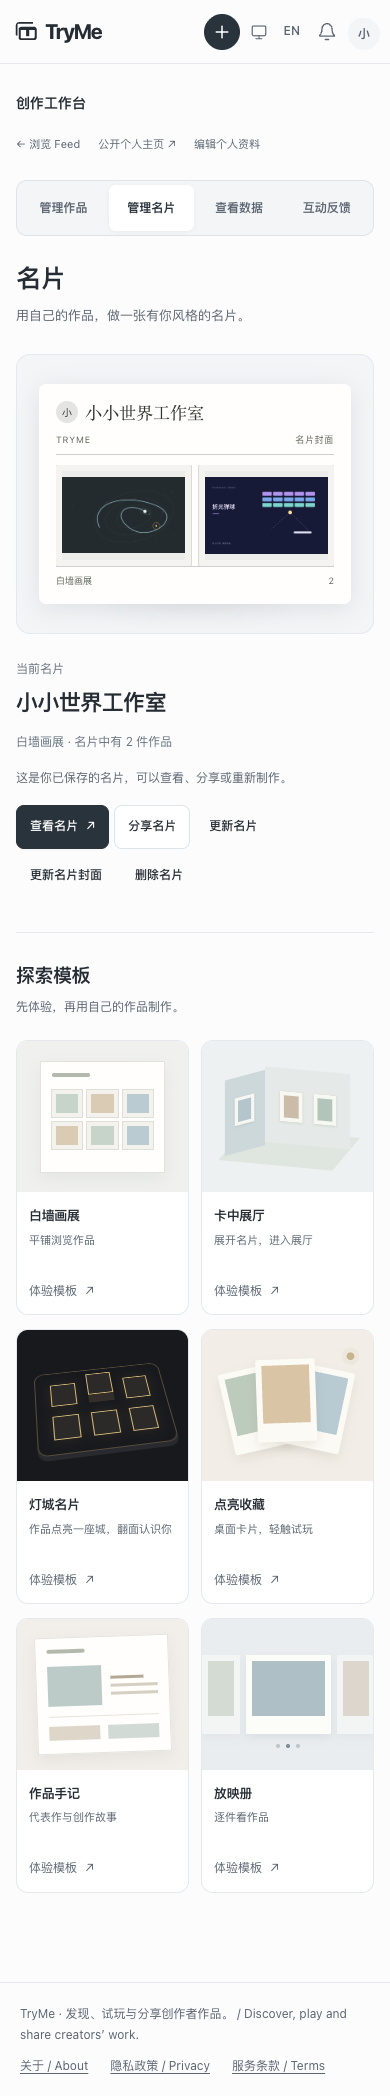 TryMe EN 小
创作工作台
← 浏览 Feed 公开个人主页 ↗ 编辑个人资料
管理作品 管理名片 查看数据 互动反馈
名片
用自己的作品，做一张有你风格的名片。
小 小小世界工作室
TRYME 名片封面
折光弹球
白墙画展 2
当前名片
小小世界工作室
白墙画展 · 名片中有 2 件作品
这是你已保存的名片，可以查看、分享或重新制作。
查看名片 ↗ 分享名片 更新名片
更新名片封面 删除名片
探索模板
先体验，再用自己的作品制作。
白墙画展
平铺浏览作品
体验模板 ↗
卡中展厅
展开名片，进入展厅
体验模板 ↗
灯城名片
作品点亮一座城，翻面认识你
体验模板 ↗
点亮收藏
桌面卡片，轻触试玩
体验模板 ↗
作品手记
代表作与创作故事
体验模板 ↗
放映册
逐件看作品
体验模板 ↗
TryMe · 发现、试玩与分享创作者作品。 / Discover, play and
share creators’ work.
关于 / About 隐私政策 / Privacy 服务条款 / Terms